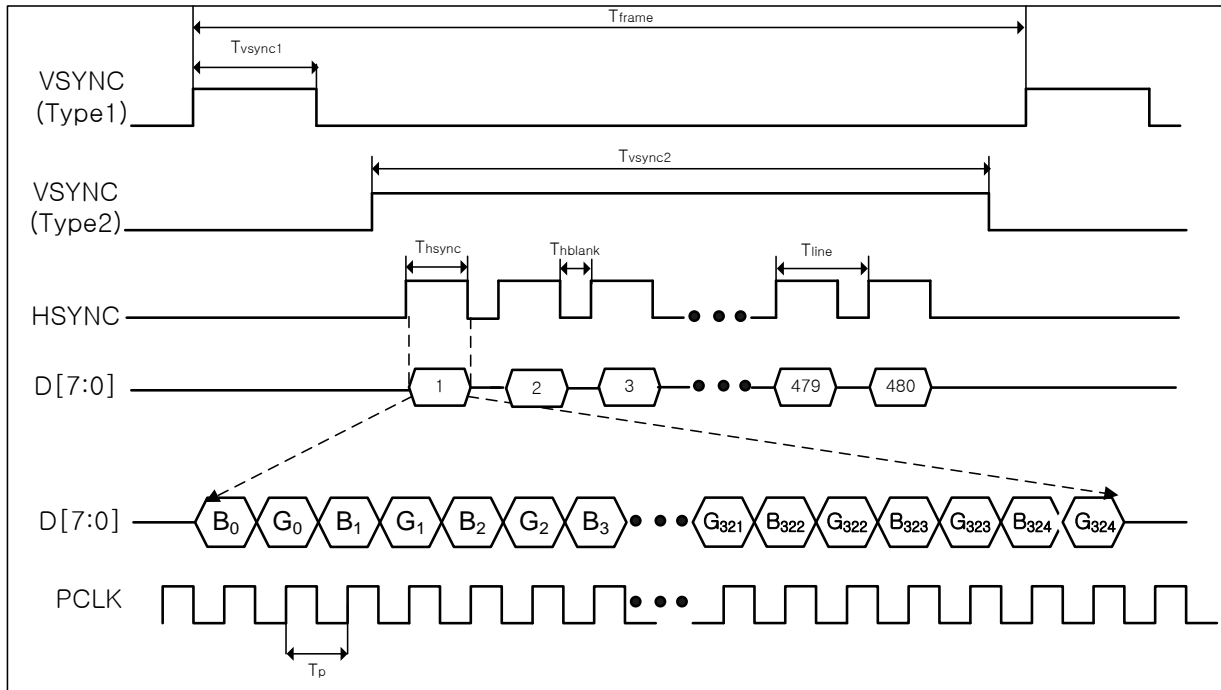 Tframe
Tvsync1
VSYNC
(Type1)
Tvsync2
VSYNC
(Type2)
Thsync Thblank Tline
HSYNC
D[7:0] 1 2 3 479 480
D[7:0] B0 G0 B1 G1 B2 G2 B3 G321 B322 G322 B323 G323 B324 G324
PCLK
Tp